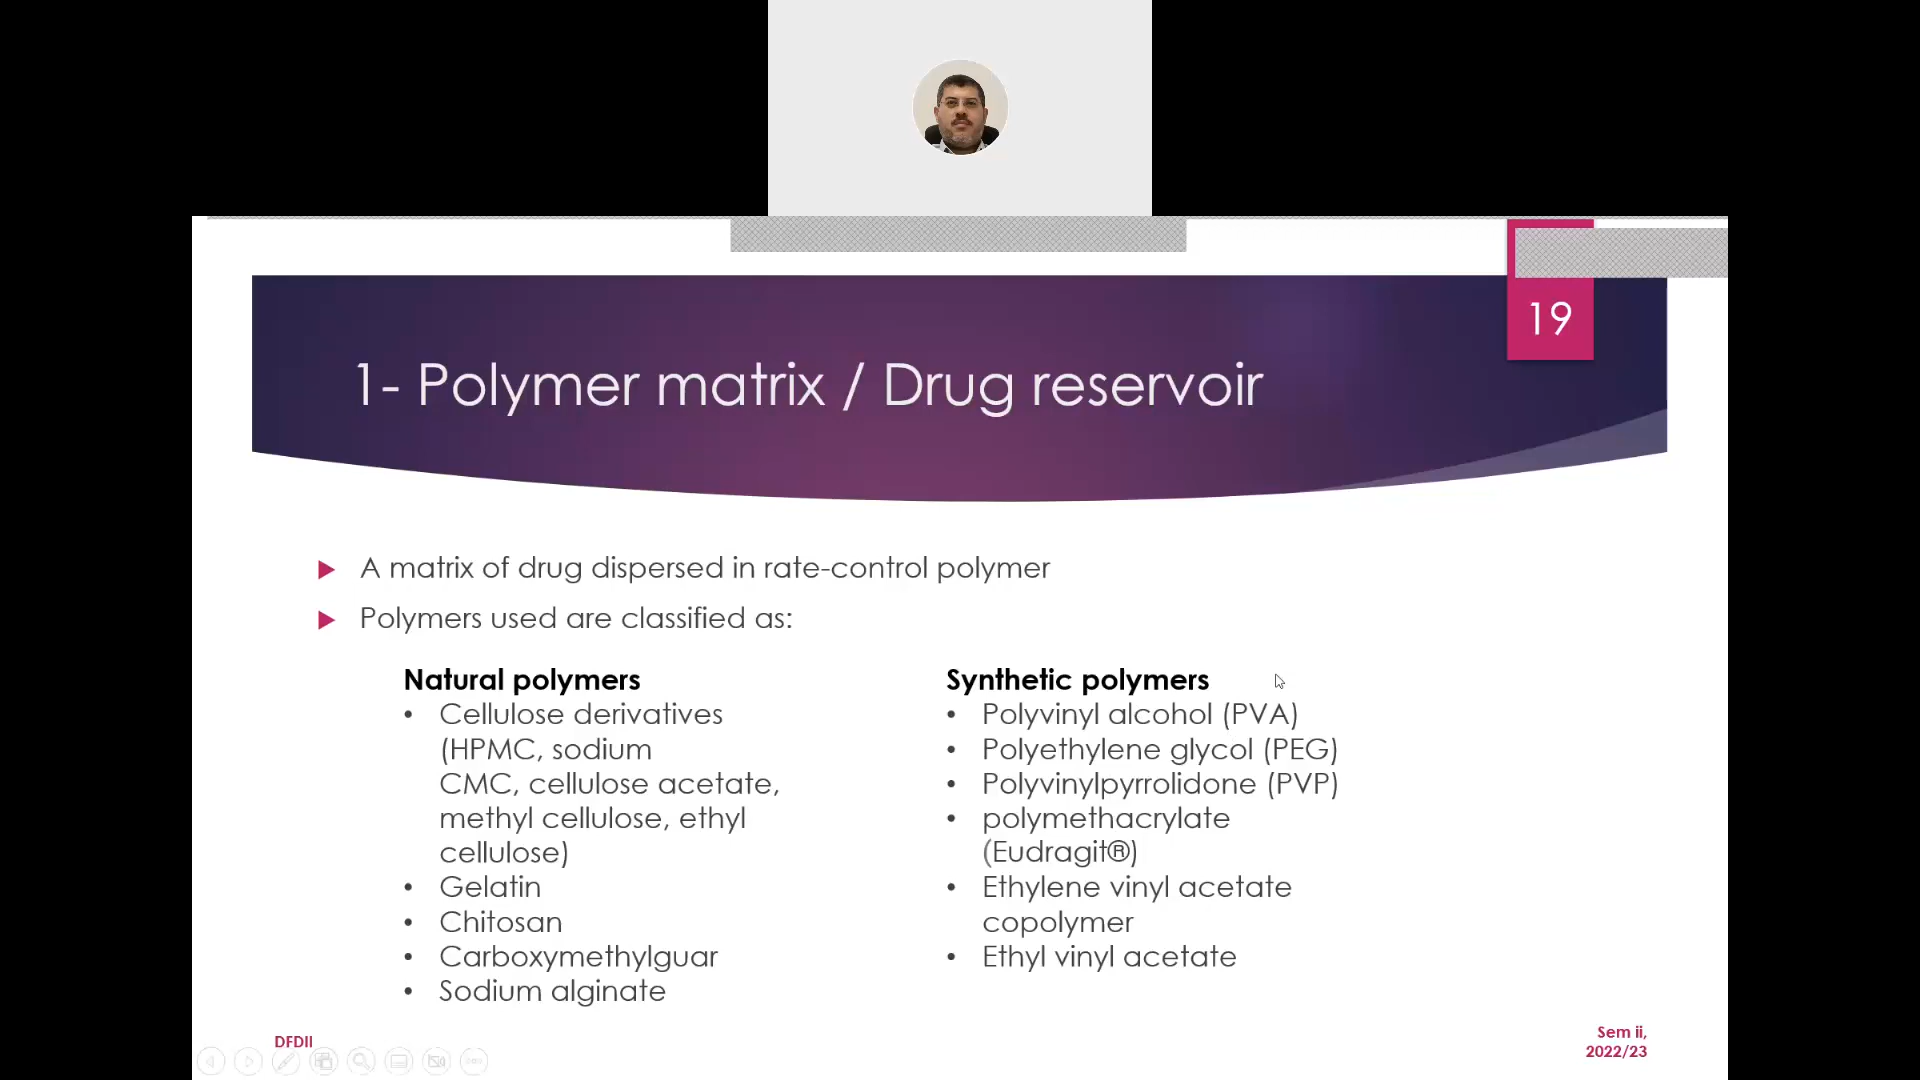 19
1- Polymer matrix / Drug reservoir
A matrix of drug dispersed in rate-control polymer
Polymers used are classified as:
Natural polymers
• Cellulose derivatives
(HPMC, sodium
CMC, cellulose acetate,
methyl cellulose, ethyl
cellulose)
• Gelatin
• Chitosan
• Carboxymethylguar
• Sodium alginate
Synthetic polymers
• Polyvinyl alcohol (PVA)
• Polyethylene glycol (PEG)
• Polyvinylpyrrolidone (PVP)
• polymethacrylate
(Eudragit®)
• Ethylene vinyl acetate
copolymer
• Ethyl vinyl acetate
DFDII
Sem ii,
2022/23